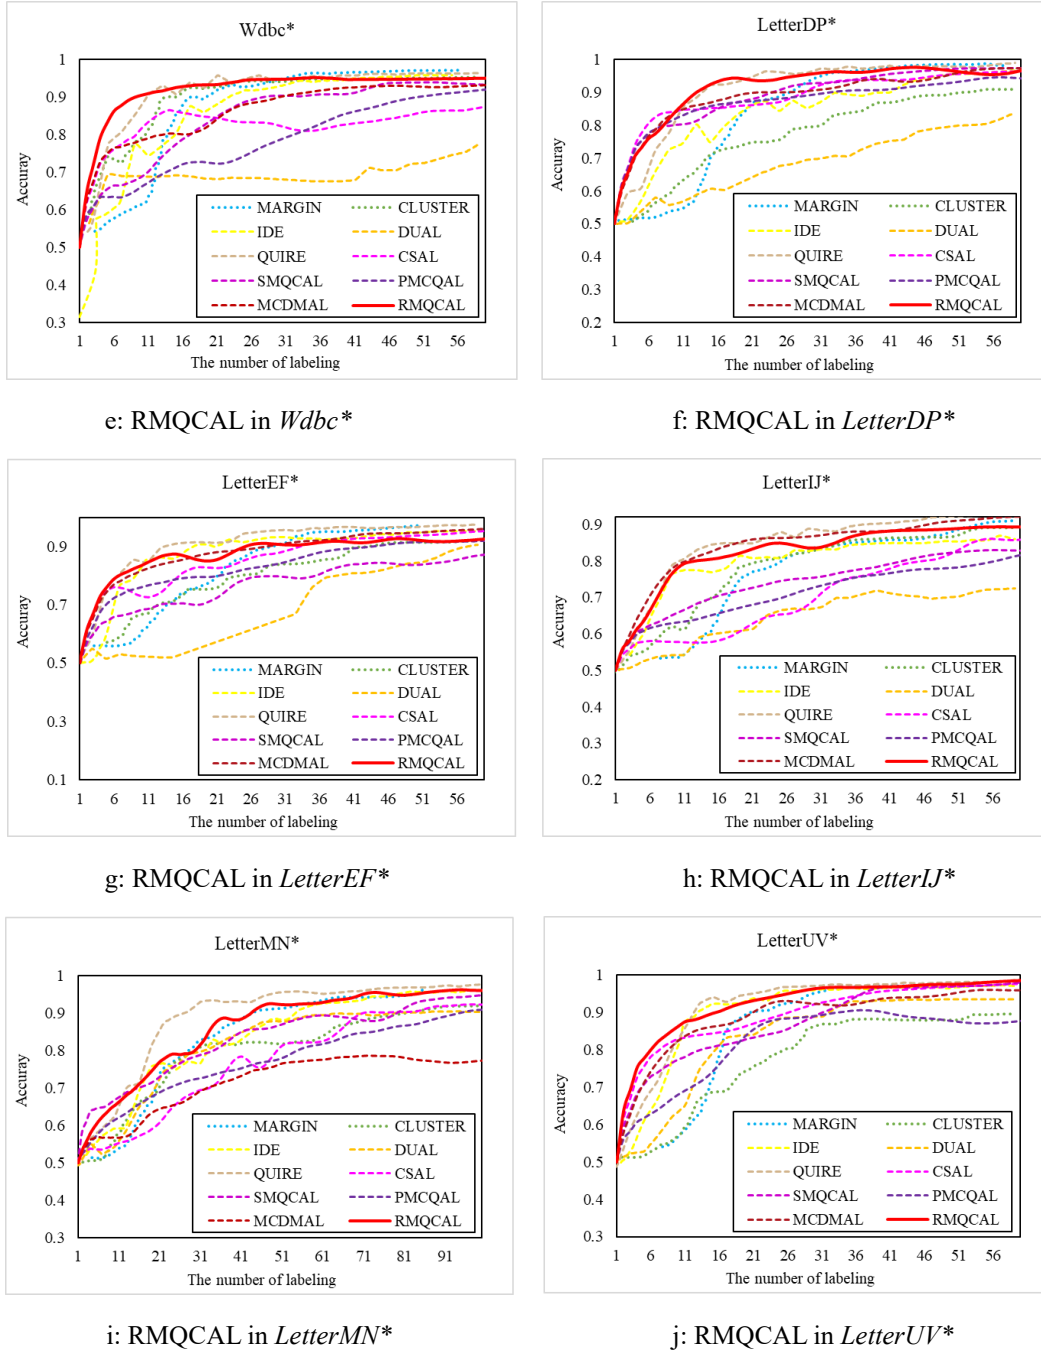 Wdbc*
1
0.9
0.8
0.7
0.6
0.5
0.4
0.3
Accuray
MARGIN CLUSTER
IDE DUAL
QUIRE CSAL
SMQCAL PMCQAL
MCDMAL RMQCAL
1 6 11 16 21 26 31 36 41 46 51 56
The number of labeling
e: RMQCAL in Wdbc*
LetterDP*
1
0.9
0.8
0.7
0.6
0.5
0.4
0.3
0.2
Accuray
MARGIN CLUSTER
IDE DUAL
QUIRE CSAL
SMQCAL PMCQAL
MCDMAL RMQCAL
1 6 11 16 21 26 31 36 41 46 51 56
The number of labeling
f: RMQCAL in LetterDP*
LetterEF*
0.9
0.7
0.5
0.3
0.1
Accuray
MARGIN CLUSTER
IDE DUAL
QUIRE CSAL
SMQCAL PMCQAL
MCDMAL RMQCAL
1 6 11 16 21 26 31 36 41 46 51 56
The number of labeling
g: RMQCAL in LetterEF*
LetterIJ*
0.9
0.8
0.7
0.6
0.5
0.4
0.3
0.2
Accuray
MARGIN CLUSTER
IDE DUAL
QUIRE CSAL
SMQCAL PMCQAL
MCDMAL RMQCAL
1 6 11 16 21 26 31 36 41 46 51 56
The number of labeling
h: RMQCAL in LetterIJ*
LetterMN*
1
0.9
0.8
0.7
0.6
0.5
0.4
0.3
Accuray
MARGIN CLUSTER
IDE DUAL
QUIRE CSAL
SMQCAL PMCQAL
MCDMAL RMQCAL
1 11 21 31 41 51 61 71 81 91
The number of labeling
i: RMQCAL in LetterMN*
LetterUV*
1
0.9
0.8
0.7
0.6
0.5
0.4
0.3
Accuracy
MARGIN CLUSTER
IDE DUAL
QUIRE CSAL
SMQCAL PMCQAL
MCDMAL RMQCAL
1 6 11 16 21 26 31 36 41 46 51 56
The number of labeling
j: RMQCAL in LetterUV*